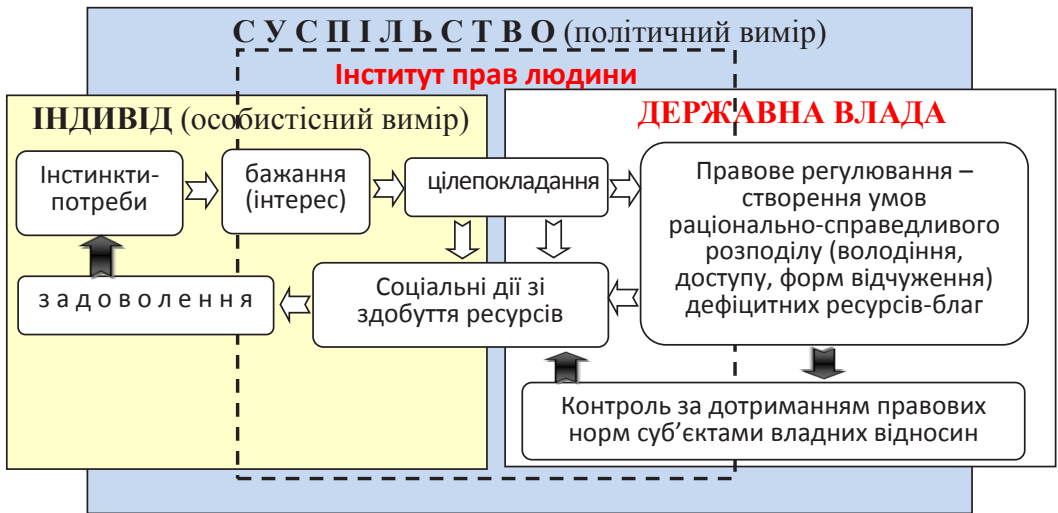 С У С П І Л Ь С Т В О (політичний вимір)
Інститут прав людини
ІНДИВІД (особистісний вимір)
ДЕРЖАВНА ВЛАДА
Інстинкти-
потреби
бажання
(інтерес)
цілепокладання
Правове регулювання –
створення умов
раціонально-справедливого
розподілу (володіння,
доступу, форм відчуження)
дефіцитних ресурсів-благ
з а д о в о л е н н я
Соціальні дії зі
здобуття ресурсів
Контроль за дотриманням правових
норм суб’єктами владних відносин